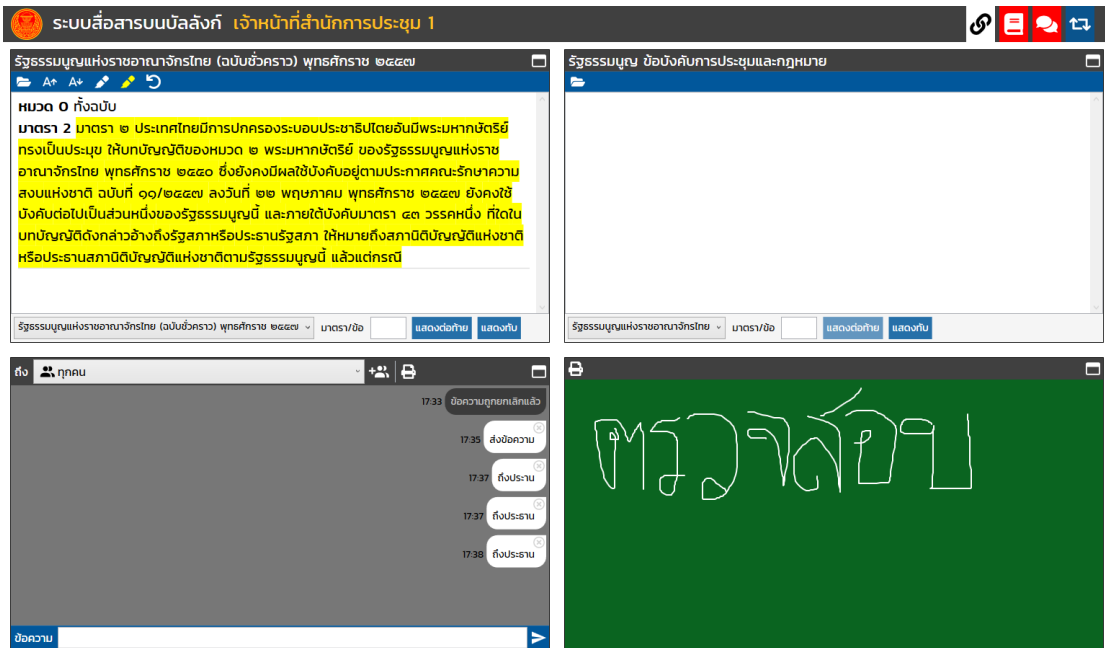 ระบบสื่อสารบนบัลลังก์ เจ้าหน้าที่สำนักการประชุม 1
รัฐธรรมนูญแห่งราชอาณาจักรไทย (ฉบับชั่วคราว) พุทธศักราช ๒๕๕๗
A A
หมวด 0 ทั้งฉบับ
มาตรา 2 มาตรา ๒ ประเทศไทยมีการปกครองระบอบประชาธิปไตยอันมีพระมหากษัตริย์
ทรงเป็นประมุข ให้บทบัญญัติของหมวด ๒ พระมหากษัตริย์ ของรัฐธรรมนูญแห่งราช
อาณาจักรไทย พุทธศักราช ๒๕๕๐ ซึ่งยังคงมีผลใช้บังคับอยู่ตามประกาศคณะรักษาความ
สงบแห่งชาติ ฉบับที่ ๑๑/๒๕๕๗ ลงวันที่ ๒๒ พฤษภาคม พุทธศักราช ๒๕๕๗ ยังคงใช้
บังคับต่อไปเป็นส่วนหนึ่งของรัฐธรรมนูญนี้ และภายใต้บังคับมาตรา ๔๓ วรรคหนึ่ง ที่ใดใน
บทบัญญัติดังกล่าวอ้างถึงรัฐสภาหรือประธานรัฐสภา ให้หมายถึงสภานิติบัญญัติแห่งชาติ
หรือประธานสภานิติบัญญัติแห่งชาติตามรัฐธรรมนูญนี้ แล้วแต่กรณี
รัฐธรรมนูญแห่งราชอาณาจักรไทย (ฉบับชั่วคราว) พุทธศักราช ๒๕๕๗ มาตรา/ข้อ แสดงต่อท้าย แสดงทับ
รัฐธรรมนูญ ข้อบังคับการประชุมและกฎหมาย
รัฐธรรมนูญแห่งราชอาณาจักรไทย มาตรา/ข้อ แสดงต่อท้าย แสดงทับ
ถึง ทุกคน
17:33 ข้อความถูกยกเลิกแล้ว
17:35 ส่งข้อความ
17:37 ถึงประาน
17:37 ถึงประธาน
17:38 ถึงประธาน
ข้อความ
ตรวจสอบ